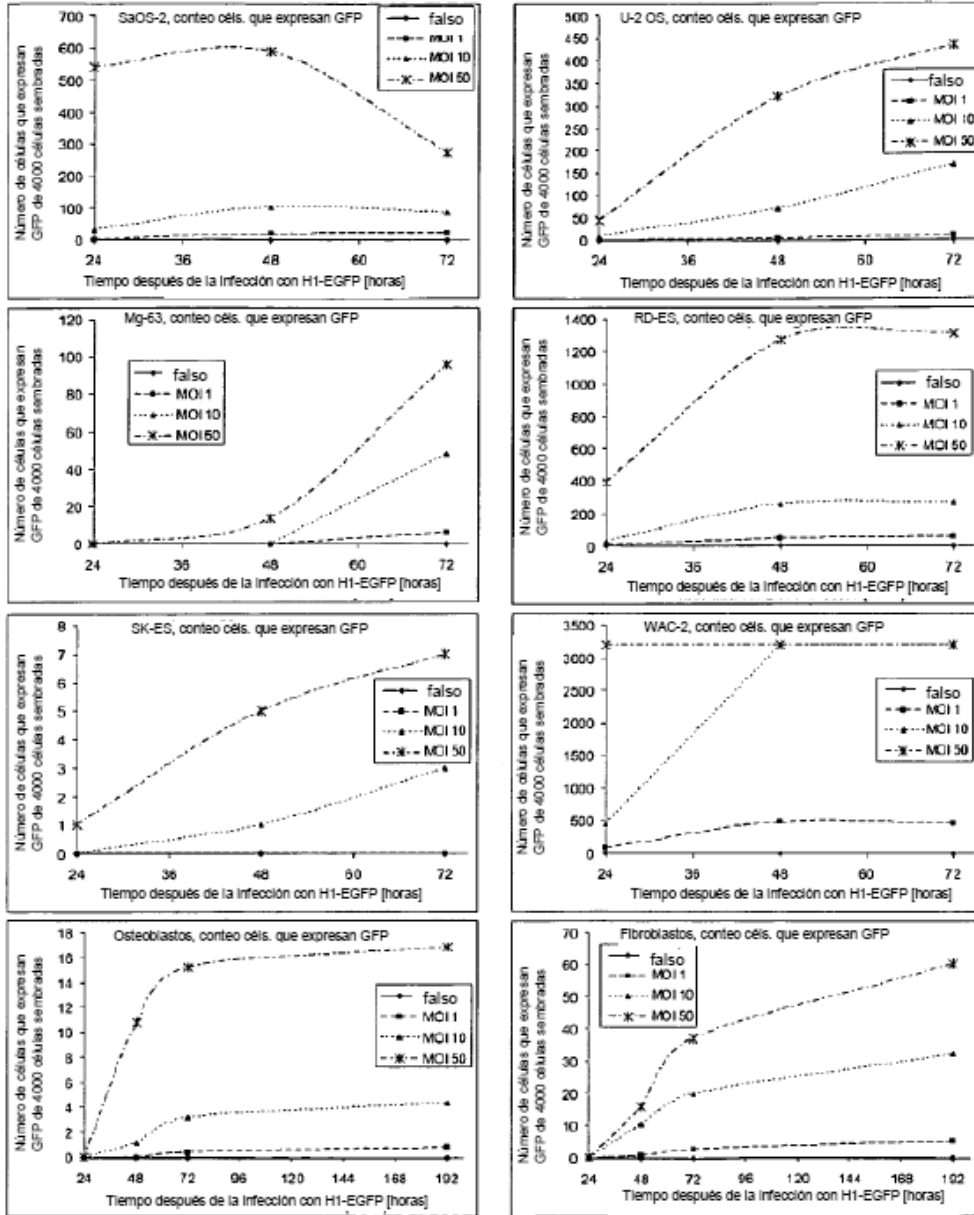 SaOS-2, conteo céls. que expresan GFP
Número de células que expresan
GFP de 4000 células sembradas
700
600
500
400
300
200
100
0
falso
MOI 1
MOI 10
MOI 50
24
36
48
60
72
Tiempo después de la Infección con H1-EGFP [horas]
U-2 OS, conteo céls. que expresan GFP
Número de células que expresan
GFP de 4000 células sembradas
500
450
400
350
300
250
200
150
100
50
0
falso
MOI 1
MOI 10
MOI 50
24
36
48
60
72
Tiempo después de la Infección con H1-EGFP [horas]
Mg-63, conteo céls. que expresan GFP
Número de células que expresan
GFP de 4000 células sembradas
120
100
80
60
40
20
0
falso
MOI 1
MOI 10
MOI 50
24
36
48
60
72
Tiempo después de la Infección con H1-EGFP [horas]
RD-ES, conteo céls. que expresan GFP
Número de células que expresan
GFP de 4000 células sembradas
1400
1200
1000
800
600
400
200
0
falso
MOI 1
MOI 10
MOI 50
24
36
48
60
72
Tiempo después de la Infección con H1-EGFP [horas]
SK-ES, conteo céls. que expresan GFP
Número de células que expresan
GFP de 4000 células sembradas
8
7
6
5
4
3
2
1
0
falso
MOI 1
MOI 10
MOI 50
24
36
48
60
72
Tiempo después de la Infección con H1-EGFP [horas]
WAC-2, conteo céls. que expresan GFP
Número de células que expresan
GFP de 4000 células sembradas
3500
3000
2500
2000
1500
1000
500
0
falso
MOI 1
MOI 10
MOI 50
24
36
48
60
72
Tiempo después de la Infección con H1-EGFP [horas]
Osteoblastos, conteo céls. que expresan GFP
Número de células que expresan
GFP de 4000 células sembradas
18
16
14
12
10
8
6
4
2
0
falso
MOI 1
MOI 10
MOI 50
24
48
72
96
120
144
168
192
Tiempo después de la Infección con H1-EGFP [horas]
Fibroblastos, conteo céls. que expresan GFP
Número de células que expresan
GFP de 4000 células sembradas
70
60
50
40
30
20
10
0
falso
MOI 1
MOI 10
MOI 50
24
48
72
96
120
144
168
192
Tiempo después de la Infección con H1-EGFP [horas]